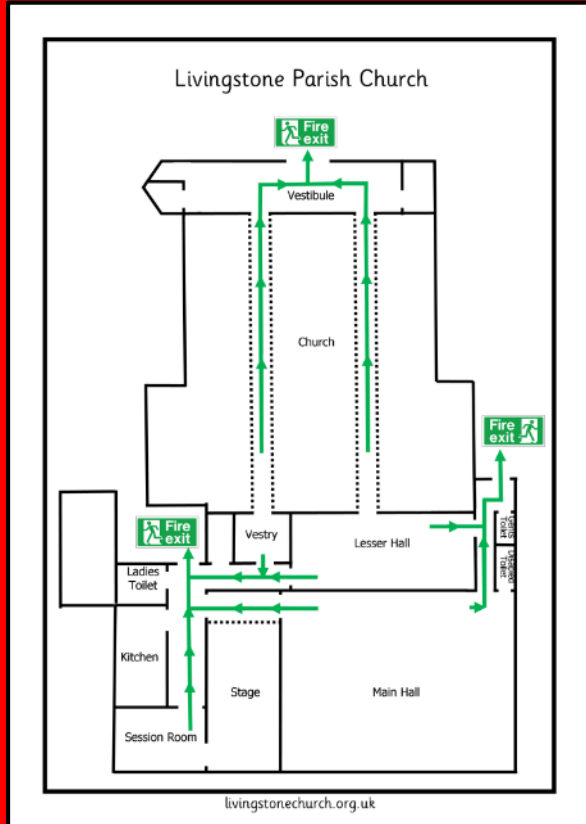 Livingstone Parish Church
Fire
exit
Vestibule
Church
Fire
exit
Fire
exit
Vestry
Lesser Hall
Gents
Toilet
Disabled
Toilet
Ladies
Toilet
Kitchen
Stage
Main Hall
Session Room
livingstonechurch.org.uk